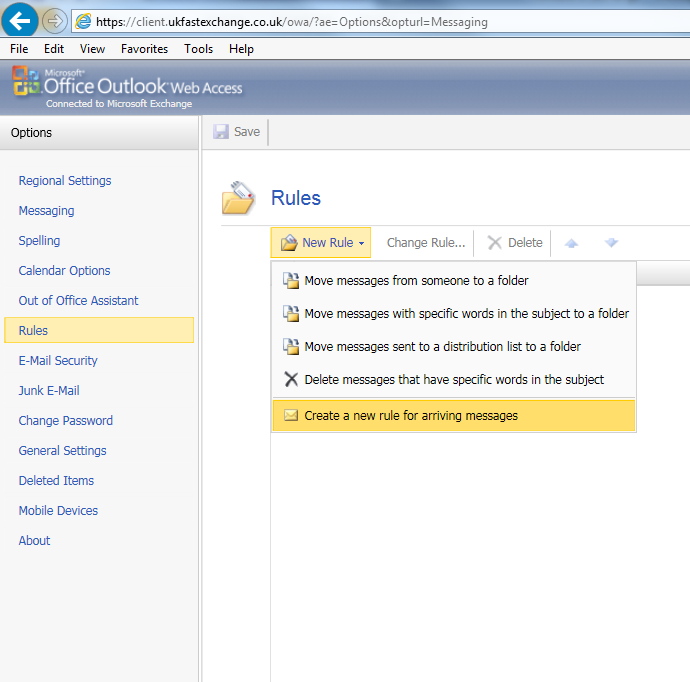 https://client.ukfastexchange.co.uk/owa/?ae=Options&opturl=Messaging
File Edit View Favorites Tools Help
Microsoft®
Office Outlook Web Access
Connected to Microsoft Exchange
Options
Save
Regional Settings
Messaging
Spelling
Calendar Options
Out of Office Assistant
Rules
E-Mail Security
Junk E-Mail
Change Password
General Settings
Deleted Items
Mobile Devices
About
Rules
New Rule Change Rule... Delete
Move messages from someone to a folder
Move messages with specific words in the subject to a folder
Move messages sent to a distribution list to a folder
Delete messages that have specific words in the subject
Create a new rule for arriving messages